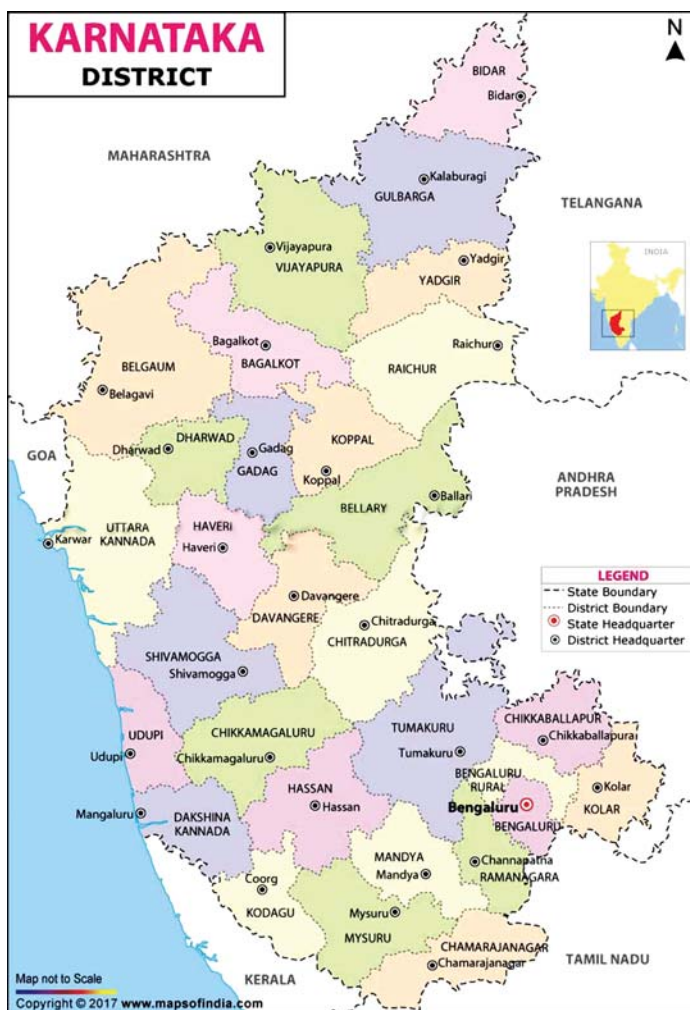 KARNATAKA
DISTRICT
N
BIDAR
Bidar
MAHARASHTRA
Kalaburagi
GULBARGA
TELANGANA
Vijayapura
VIJAYAPURA
Yadgir
YADGIR
INDIA
Bagalkot
BAGALKOT
Raichur
RAICHUR
BELGAUM
Belagavi
DHARWAD
Dharwad
Gadag
GADAG
KOPPAL
Koppal
GOA
ANDHRA
PRADESH
Ballari
BELLARY
UTTARA
KANNADA
Karwar
HAVERI
Haveri
Davangere
DAVANGERE
Chitradurga
CHITRADURGA
LEGEND
State Boundary
District Boundary
State Headquarter
District Headquarter
SHIVAMOGGA
Shivamogga
UDUPI
Udupi
CHIKKAMAGALURU
Chikkamagaluru
TUMAKURU
Tumakuru
CHIKKABALLAPUR
Chikkaballapura
BENGALURU
RURAL
Bengaluru
BENGALURU
Kolar
KOLAR
HASSAN
Hassan
Mangaluru
DAKSHINA
KANNADA
MANDYA
Mandya
Channapatna
RAMANAGARA
Coorg
KODAGU
Mysuru
MYSURU
CHAMARAJANAGAR
Chamarajanagar
TAMIL NADU
KERALA
Map not to Scale
Copyright © 2017 www.mapsofindia.com